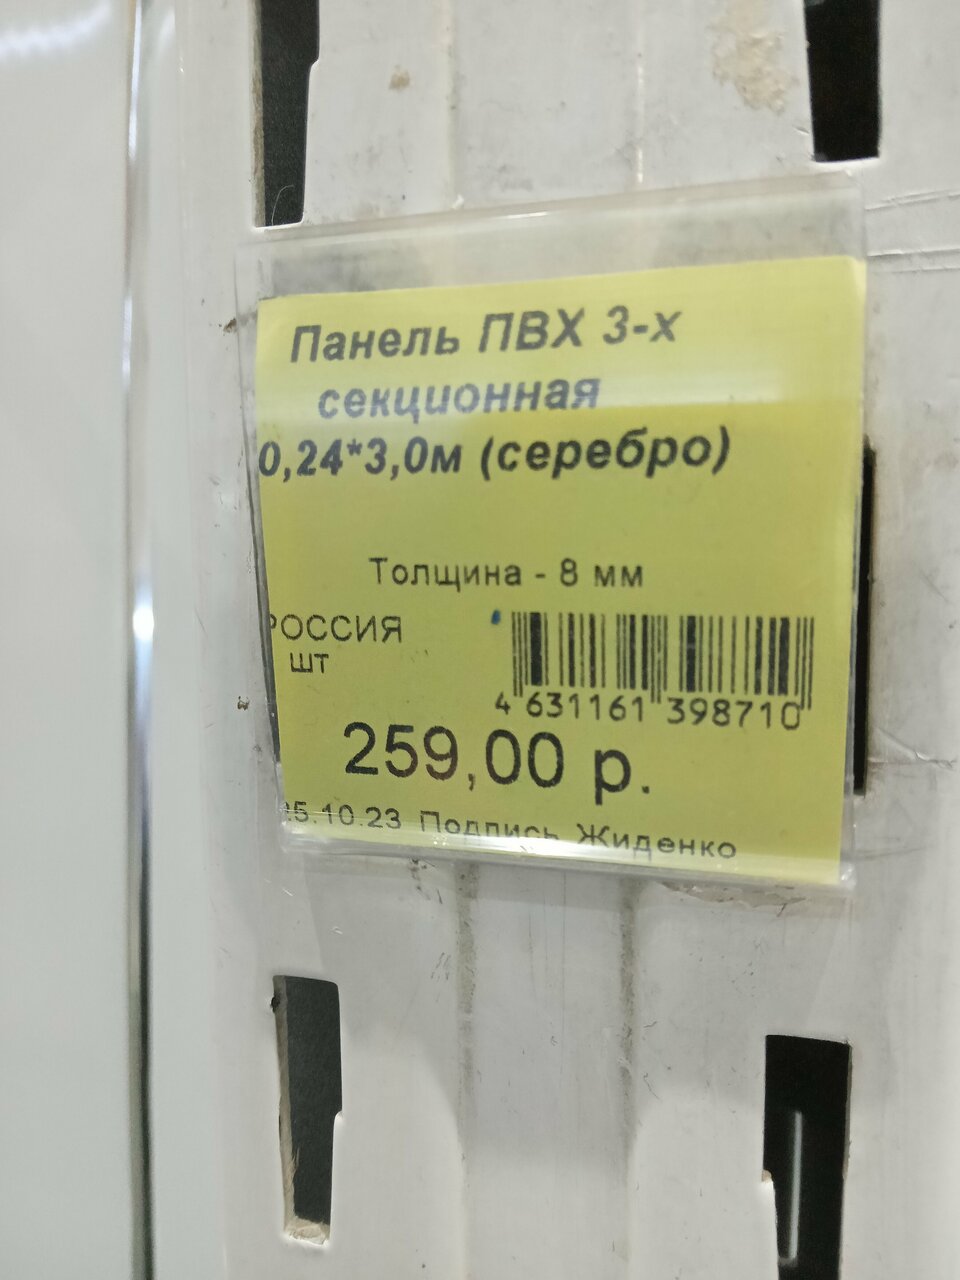 Панель ПВХ 3-х
секционная
0,24*3,0м (серебро)
Толщина - 8 мм
РОССИЯ
шт
4 631161 398710
259,00 р.
25.10.23 Подпись Жиденко